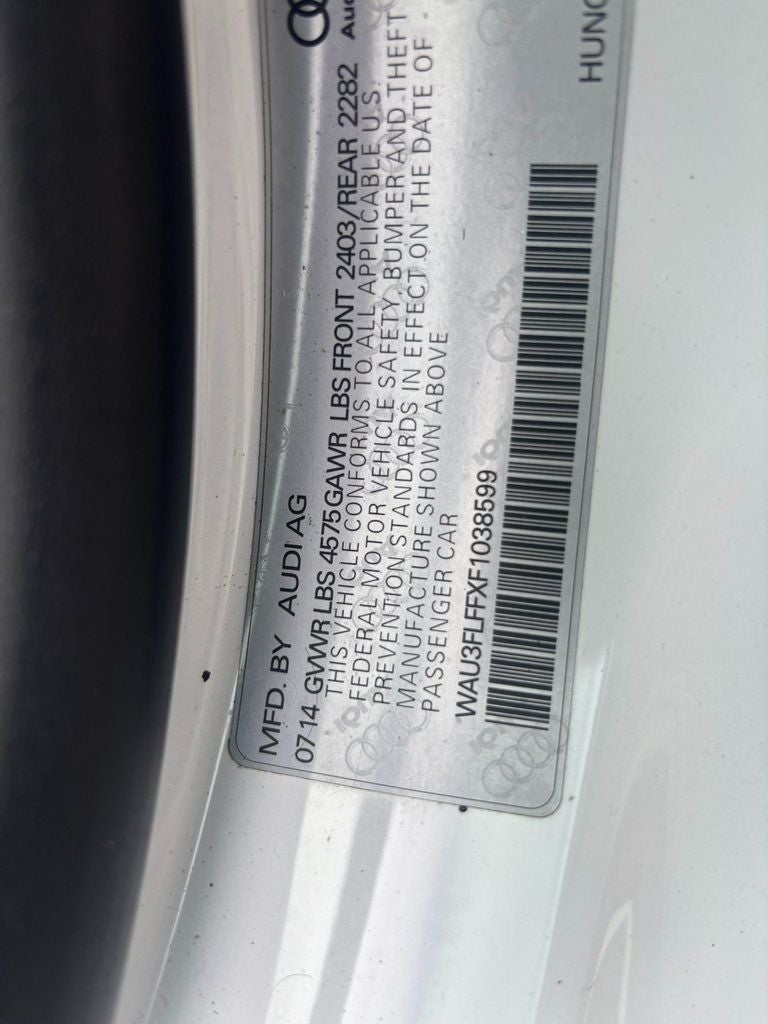 MFD. BY AUDI AG
07 14 GVWR LBS 4575 GAWR LBS FRONT 2403/REAR 2282
THIS VEHICLE CONFORMS TO ALL APPLICABLE U.S.
FEDERAL MOTOR VEHICLE SAFETY, BUMPER AND THEFT
PREVENTION STANDARDS IN EFFECT ON THE DATE OF
MANUFACTURE SHOWN ABOVE
PASSENGER CAR
WAU3FLFFXF1038599